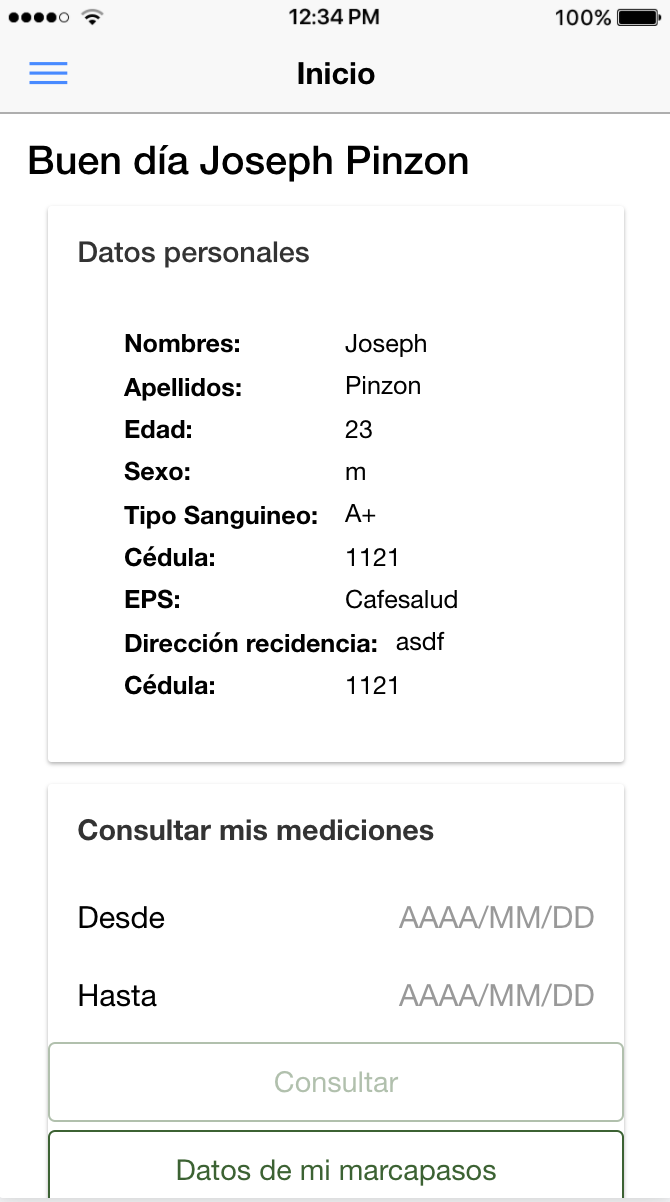 12:34 PM 100%
Inicio
Buen día Joseph Pinzon
Datos personales
Nombres: Joseph
Apellidos: Pinzon
Edad: 23
Sexo: m
Tipo Sanguineo: A+
Cédula: 1121
EPS: Cafesalud
Dirección recidencia: asdf
Cédula: 1121
Consultar mis mediciones
Desde AAAA/MM/DD
Hasta AAAA/MM/DD
Consultar
Datos de mi marcapasos